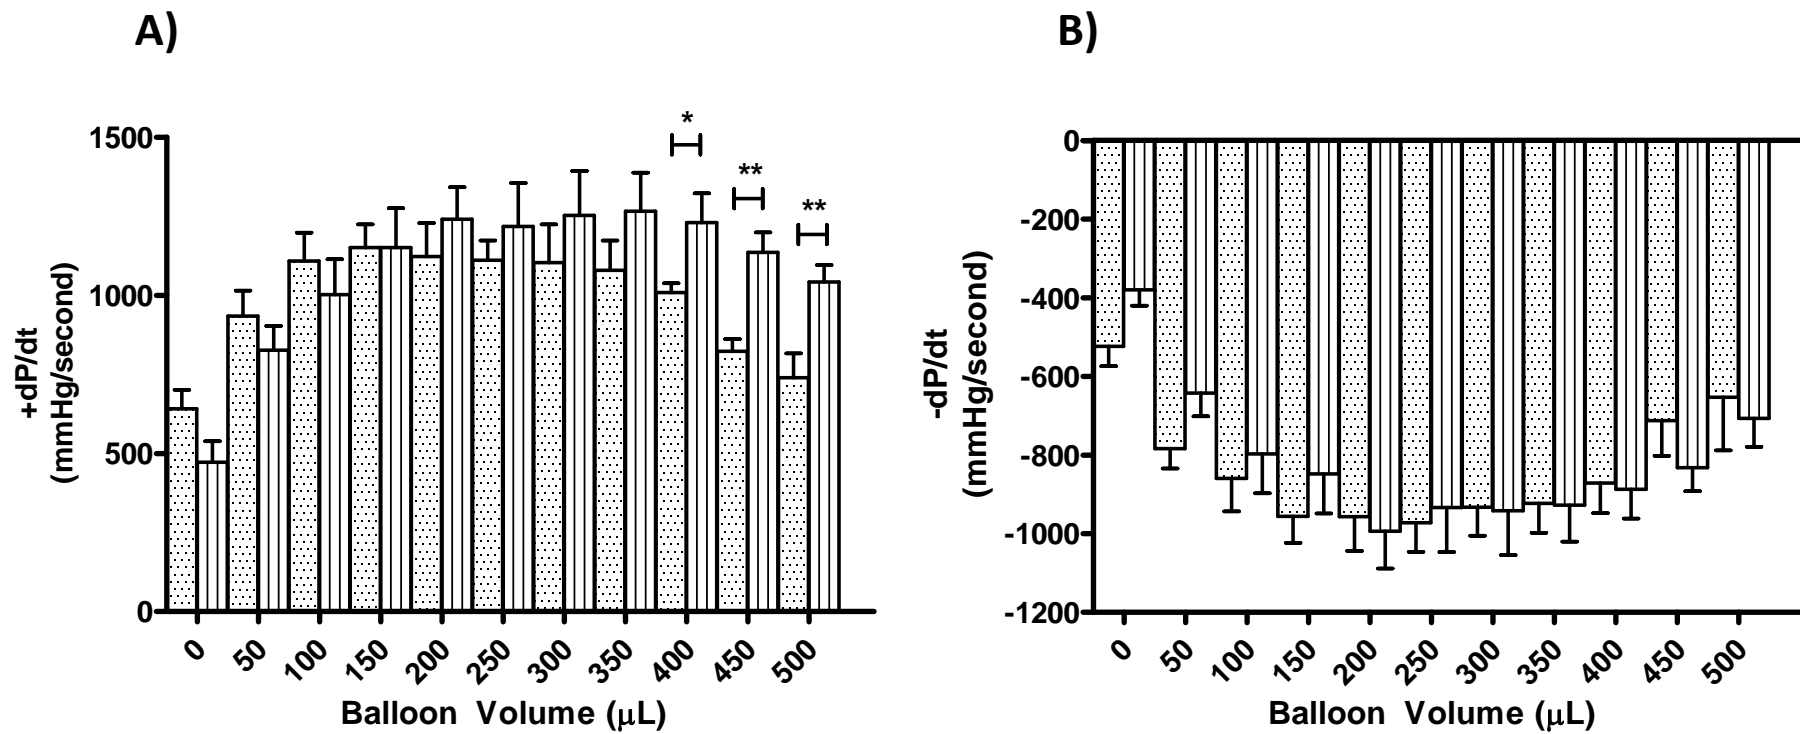 A)
+dP/dt
(mmHg/second)
1500
1000
500
0
*
**
**
0 50 100 150 200 250 300 350 400 450 500
Balloon Volume (μL)
B)
-dP/dt
(mmHg/second)
0
-200
-400
-600
-800
-1000
-1200
0 50 100 150 200 250 300 350 400 450 500
Balloon Volume (μL)